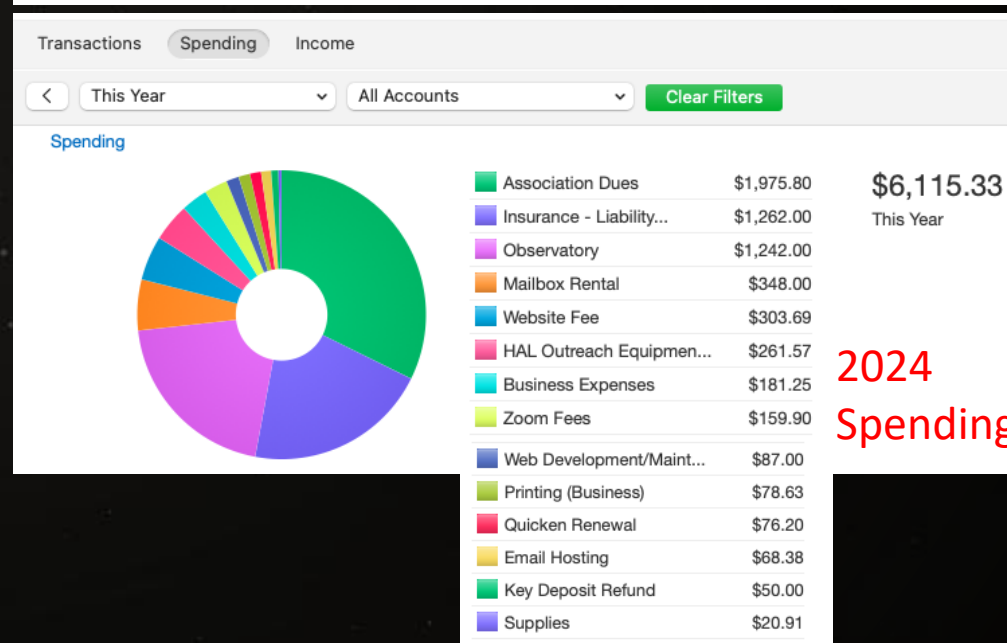 Transactions Spending Income
< This Year All Accounts Clear Filters
Spending
Association Dues $1,975.80
Insurance - Liability... $1,262.00
Observatory $1,242.00
Mailbox Rental $348.00
Website Fee $303.69
HAL Outreach Equipmen... $261.57
Business Expenses $181.25
Zoom Fees $159.90
Web Development/Maint... $87.00
Printing (Business) $78.63
Quicken Renewal $76.20
Email Hosting $68.38
Key Deposit Refund $50.00
Supplies $20.91
$6,115.33
This Year
2024
Spending